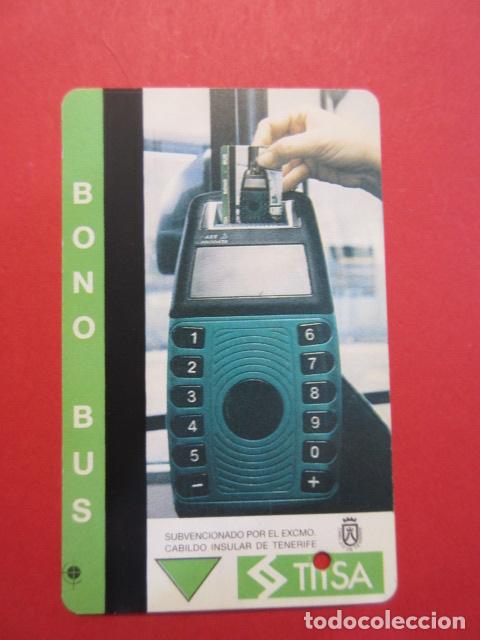 BONO BUS
1 6
2 7
3 8
4 9
5 0
- +
SUBVENCIONADO POR EL EXCMO.
CABILDO INSULAR DE TENERIFE
TITSA
todocoleccion.net